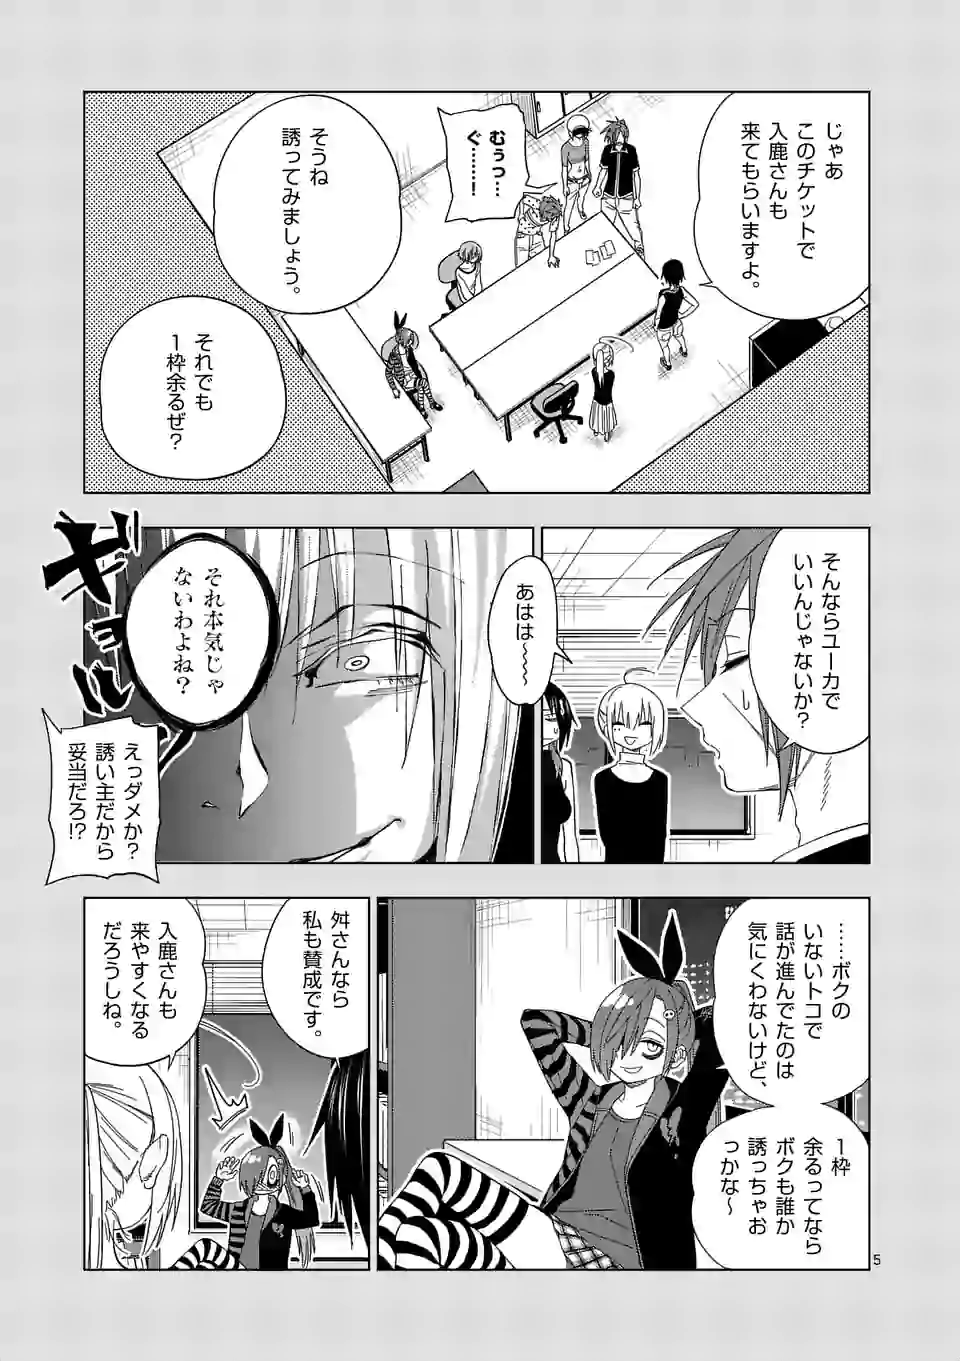 じゃあ
このチケットで
入鹿さんも
来てもらいますよ。
むぅっ…
ぐ……！
そうね
誘ってみましょう。
それでも
１枠余るぜ？
そんならユーカで
いいんじゃないか？
あはは〜〜〜〜
それ本気じゃ
ないわよね？
ギョル
えっダメか？
誘い主だから
妥当だろ!?
……ボクの
いないトコで
話が進んでたのは
気にくわないけど、
１枠
余るってなら
ボクも誰か
誘っちゃお
っかな〜
舛さんなら
私も賛成です。
入鹿さんも
来やすくなる
だろうしね。
5